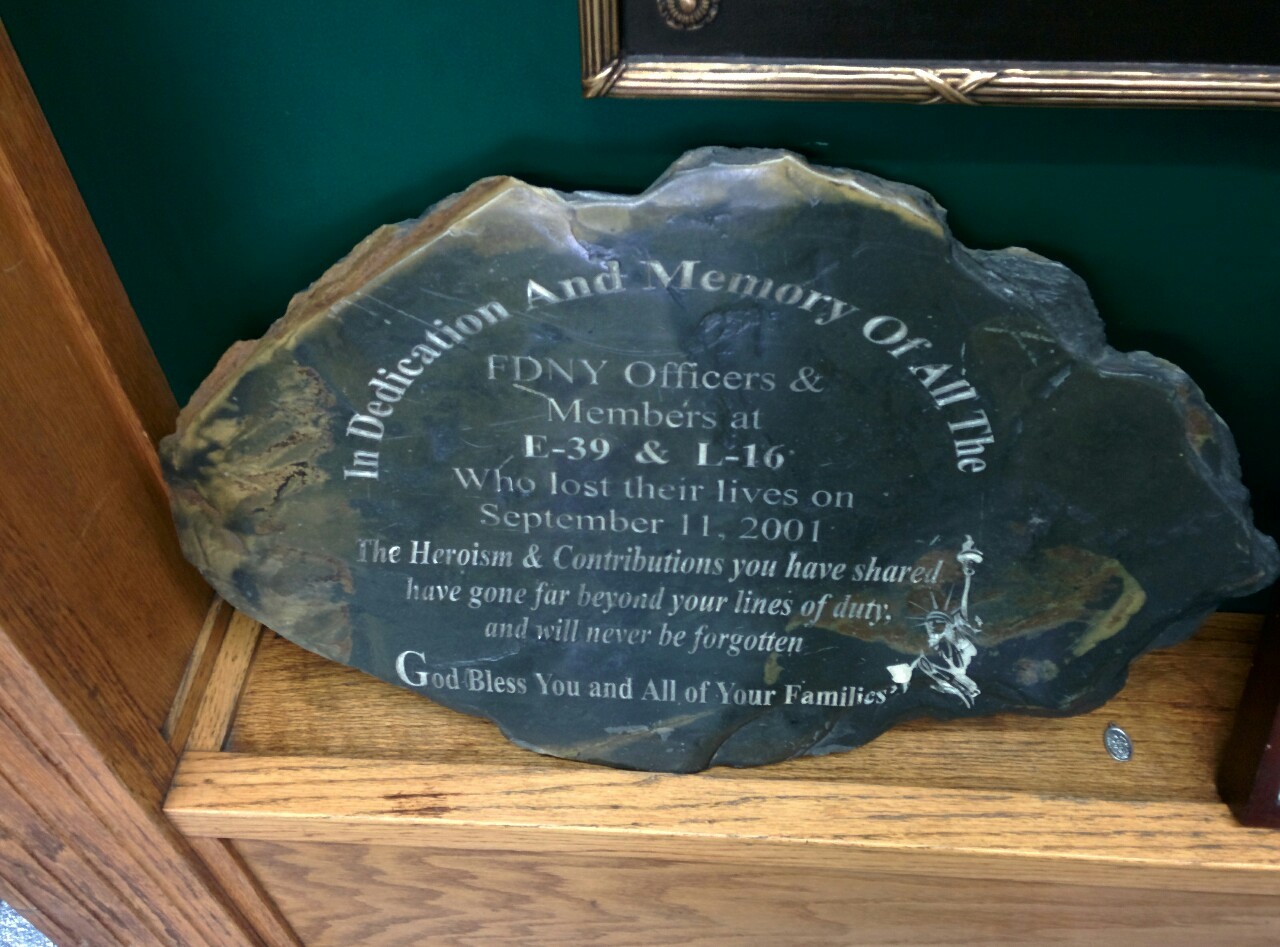 In Dedication And Memory Of All The
FDNY Officers &
Members at
E-39 & L-16
Who lost their lives on
September 11, 2001
The Heroism & Contributions you have shared
have gone far beyond your lines of duty,
and will never be forgotten
God Bless You and All of Your Families'